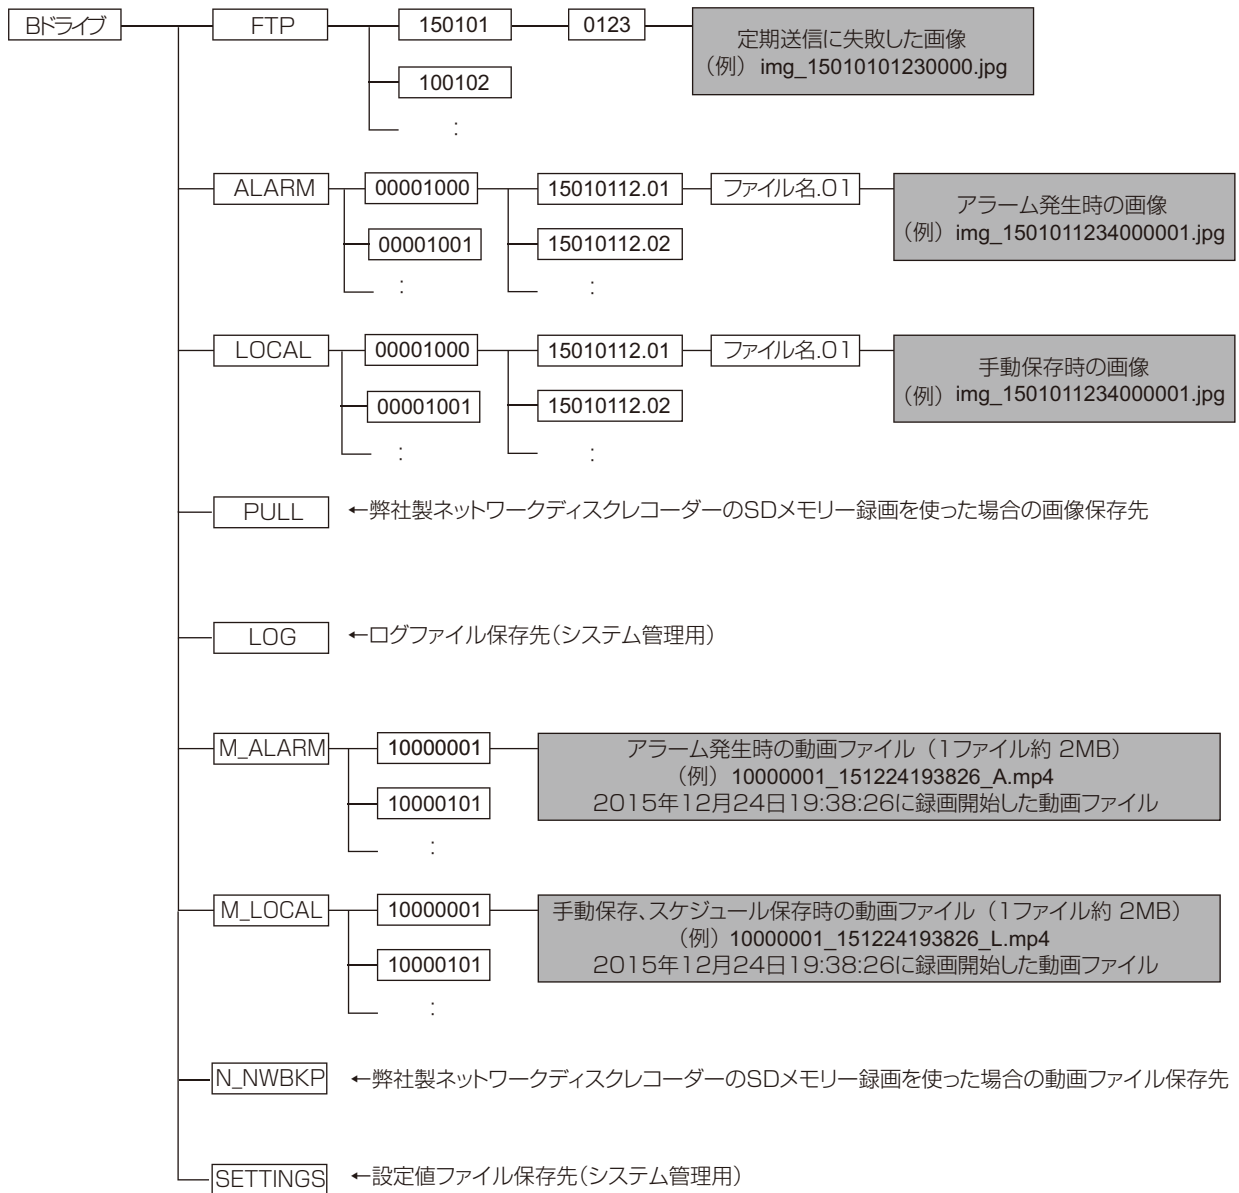 Bドライブ
FTP
150101
0123
定期送信に失敗した画像
（例） img_15010101230000.jpg
100102
：
ALARM
00001000
15010112.01
ファイル名.01
アラーム発生時の画像
（例） img_1501011234000001.jpg
00001001
15010112.02
：
：
LOCAL
00001000
15010112.01
ファイル名.01
手動保存時の画像
（例） img_1501011234000001.jpg
00001001
15010112.02
：
：
PULL
←弊社製ネットワークディスクレコーダーのSDメモリー録画を使った場合の画像保存先
LOG
←ログファイル保存先（システム管理用）
M_ALARM
10000001
アラーム発生時の動画ファイル（1ファイル約 2MB）
（例） 10000001_151224193826_A.mp4
2015年12月24日19:38:26に録画開始した動画ファイル
10000101
：
M_LOCAL
10000001
手動保存、スケジュール保存時の動画ファイル（1ファイル約 2MB）
（例） 10000001_151224193826_L.mp4
2015年12月24日19:38:26に録画開始した動画ファイル
10000101
：
N_NWBKP
←弊社製ネットワークディスクレコーダーのSDメモリー録画を使った場合の動画ファイル保存先
SETTINGS
←設定値ファイル保存先（システム管理用）